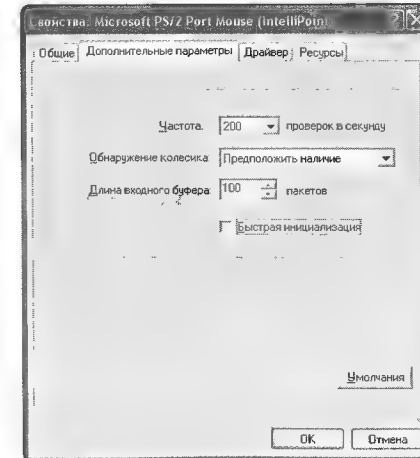 Свойства: Microsoft PS/2 Port Mouse (IntelliPoint)
Общие Дополнительные параметры Драйвер Ресурсы
Частота: 200 проверок в секунду
Обнаружение колесика: Предположить наличие
Длина входного буфера: 100 пакетов
Быстрая инициализация
Умолчания
OK Отмена